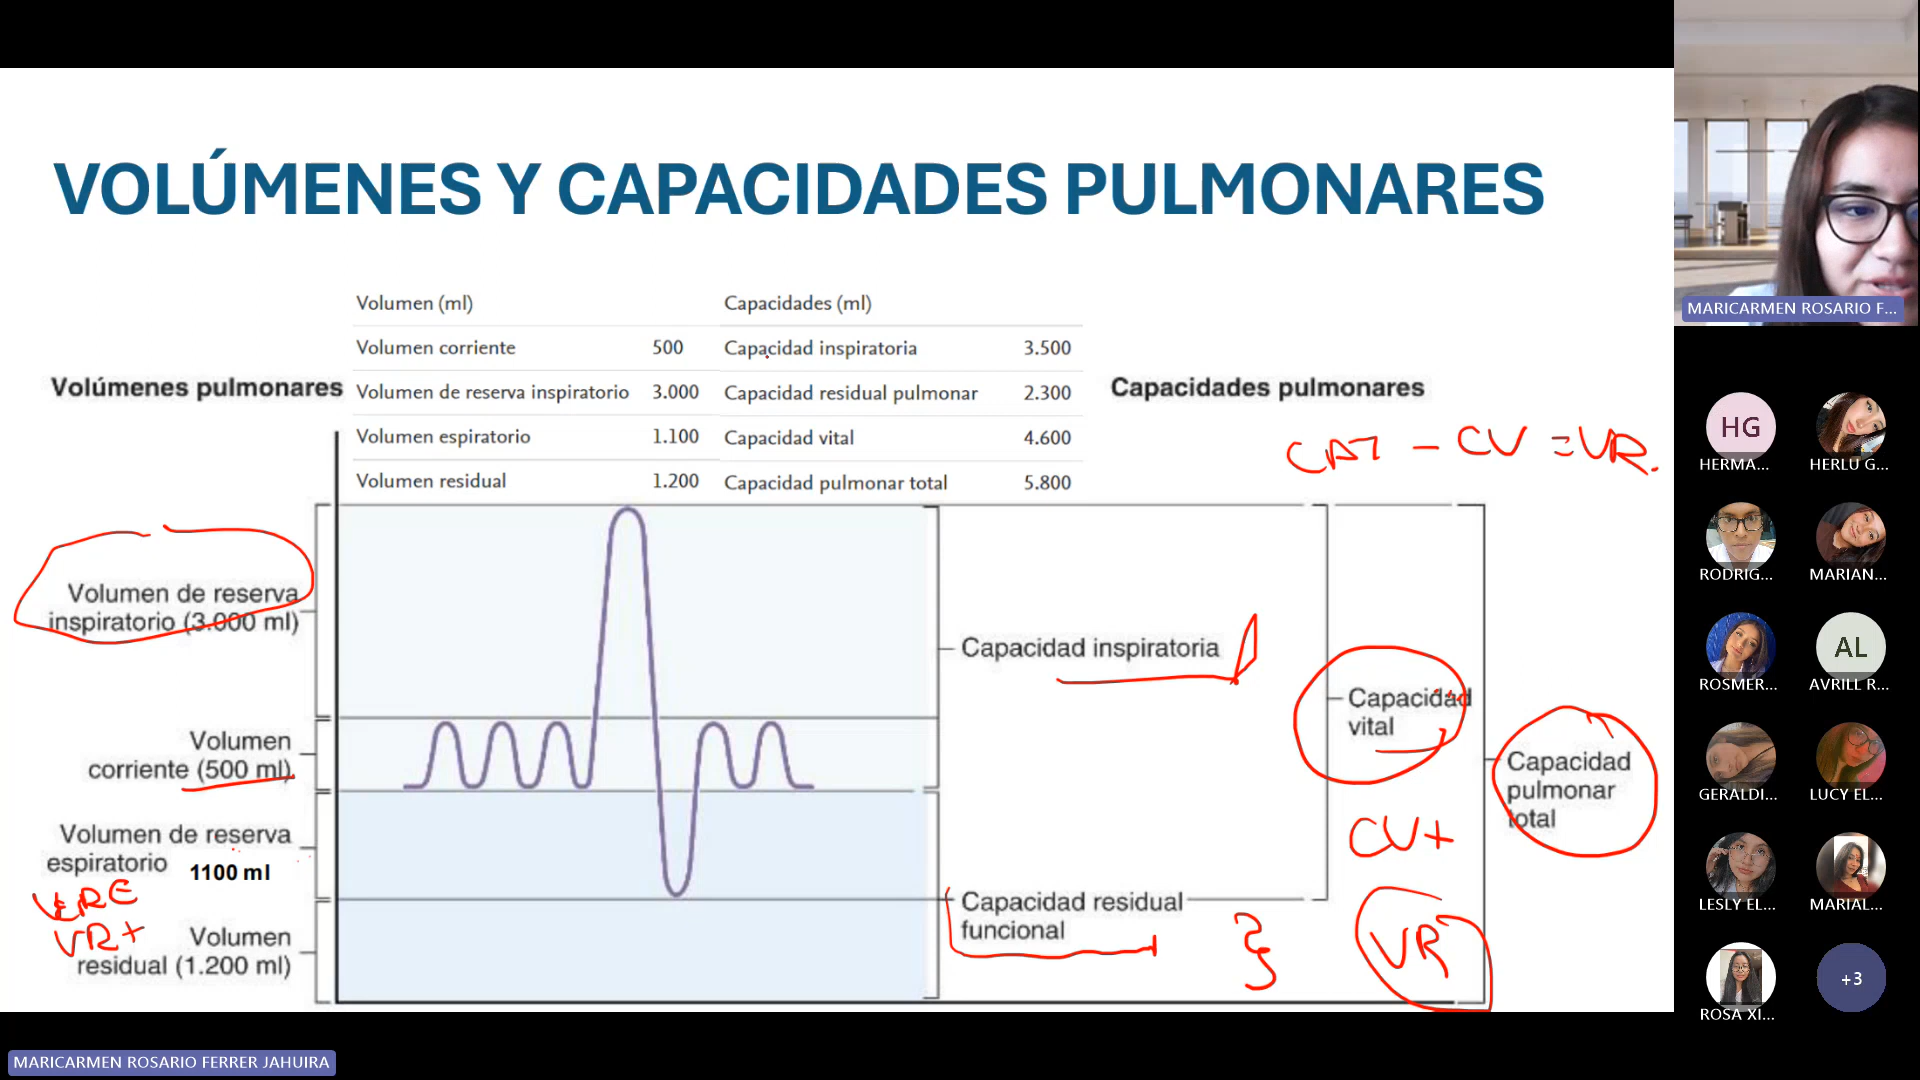 VOLÚMENES Y CAPACIDADES PULMONARES
Volumen (ml) Capacidades (ml)
Volumen corriente 500 Capacidad inspiratoria 3.500
Volumen de reserva inspiratorio 3.000 Capacidad residual pulmonar 2.300
Volumen espiratorio 1.100 Capacidad vital 4.600
Volumen residual 1.200 Capacidad pulmonar total 5.800
Volúmenes pulmonares
Capacidades pulmonares
- CV = VR.
Volumen de reserva
inspiratorio (3.000 ml)
Volumen
corriente (500 ml)
Volumen de reserva
espiratorio 1100 ml
VRE
VR+
Volumen
residual (1.200 ml)
Capacidad inspiratoria
Capacidad residual
funcional
Capacidad
vital
CV+
VR
Capacidad
pulmonar
total
MARICARMEN ROSARIO F...
HG
HERMA...
HERLU G...
RODRIG...
MARIAN...
ROSMER...
AL
AVRILL R...
GERALDI...
LUCY EL...
LESLY EL...
MARIAL...
ROSA XI...
+3
MARICARMEN ROSARIO FERRER JAHUIRA